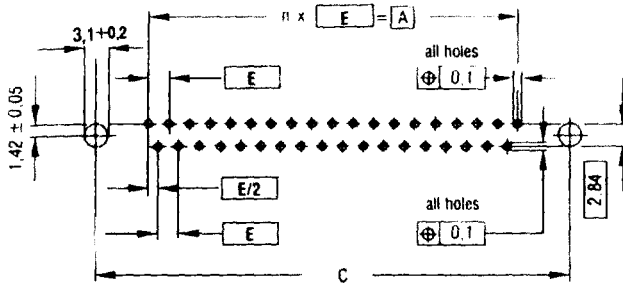 n x E = A
3,1+0,2
all holes
E
⌖ 0,1
1,42 ± 0,05
E/2
2.84
all holes
E
⌖ 0,1
C